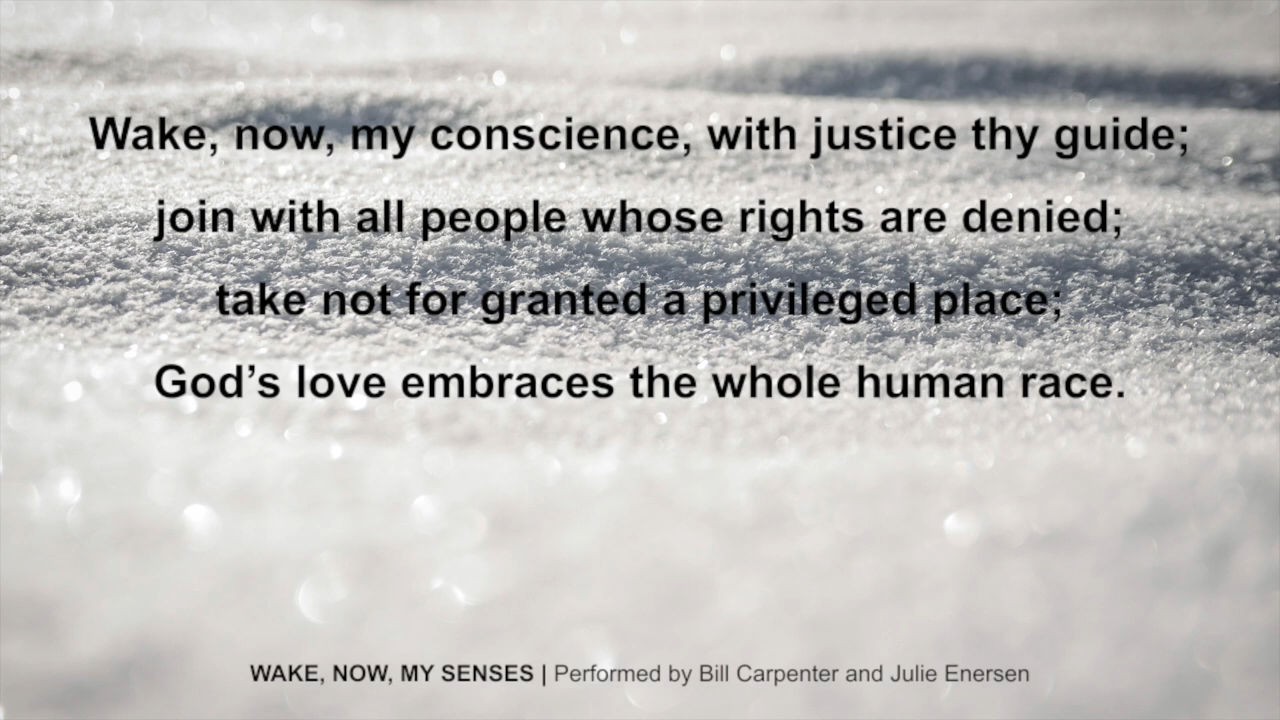 Wake, now, my conscience, with justice thy guide;
join with all people whose rights are denied;
take not for granted a privileged place;
God’s love embraces the whole human race.
WAKE, NOW, MY SENSES | Performed by Bill Carpenter and Julie Enersen